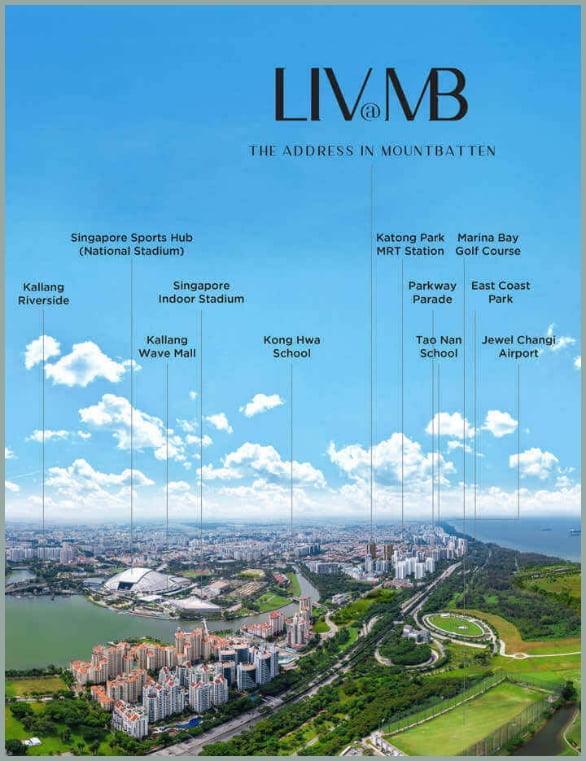 LIV@MB
THE ADDRESS IN MOUNTBATTEN
Singapore Sports Hub
(National Stadium)
Katong Park
MRT Station
Marina Bay
Golf Course
Kallang
Riverside
Singapore
Indoor Stadium
Parkway
Parade
East Coast
Park
Kallang
Wave Mall
Kong Hwa
School
Tao Nan
School
Jewel Changi
Airport